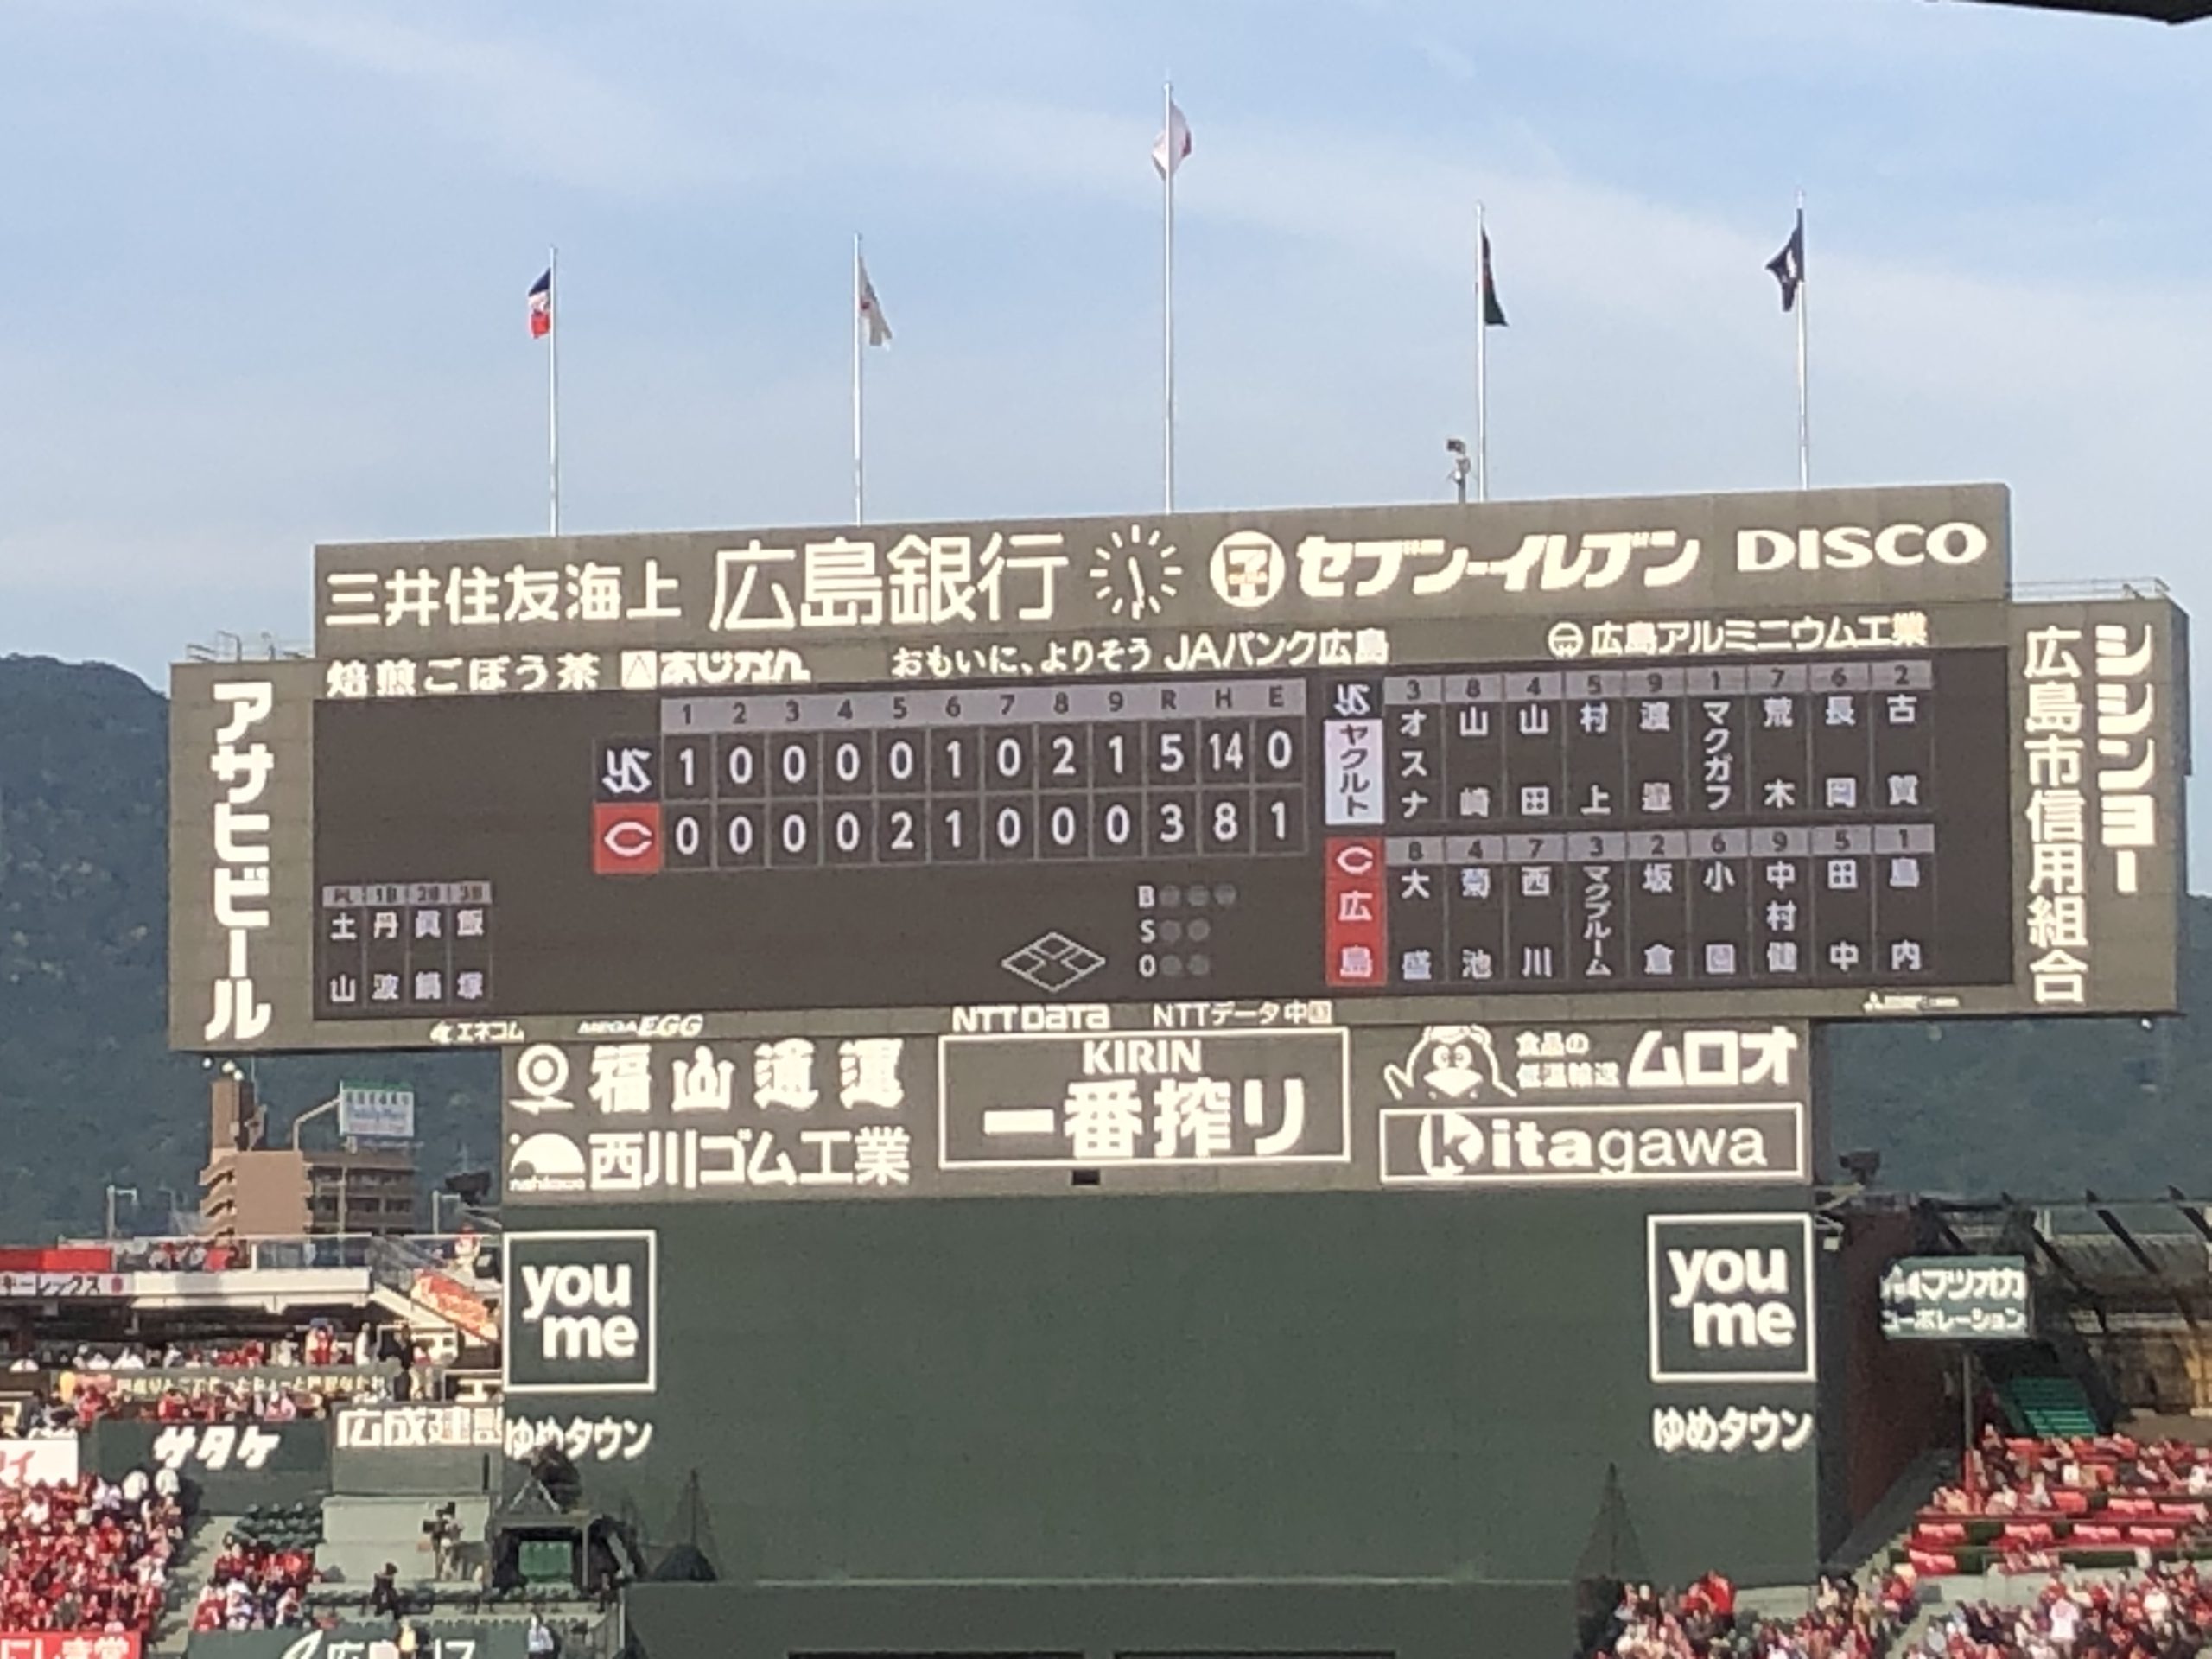 三井住友海上 広島銀行 セブン-イレブン DISCO
焙煎ごぼう茶 あじかん おもいに、よりそう JAバンク広島 広島アルミニウム工業
アサヒビール
シシンヨー
広島市信用組合
1 2 3 4 5 6 7 8 9 R H E
YS 1 0 0 0 0 1 0 2 1 5 14 0
C 0 0 0 0 2 1 0 0 0 3 8 1
YS 3 8 4 5 9 1 7 6 2
ヤクルト オスナ 山崎 山田 村上 渡邉 マクガフ 荒木 長岡 古賀
C 8 4 7 3 2 6 9 5 1
広島 大盛 菊池 西川 マクブルーム 坂倉 小園 中村健 田中 島内
PL 1B 2B 3B
土山 丹波 眞鍋 飯塚
B
S
O
エネコム MEGA EGG NTT DATA NTTデータ中国
福山通運
西川ゴム工業
KIRIN
一番搾り
食品の
低温輸送 ムロオ
Kitagawa
you
me
ゆめタウン
you
me
ゆめタウン
マツオカ
コーポレーション
サタケ
広成建設